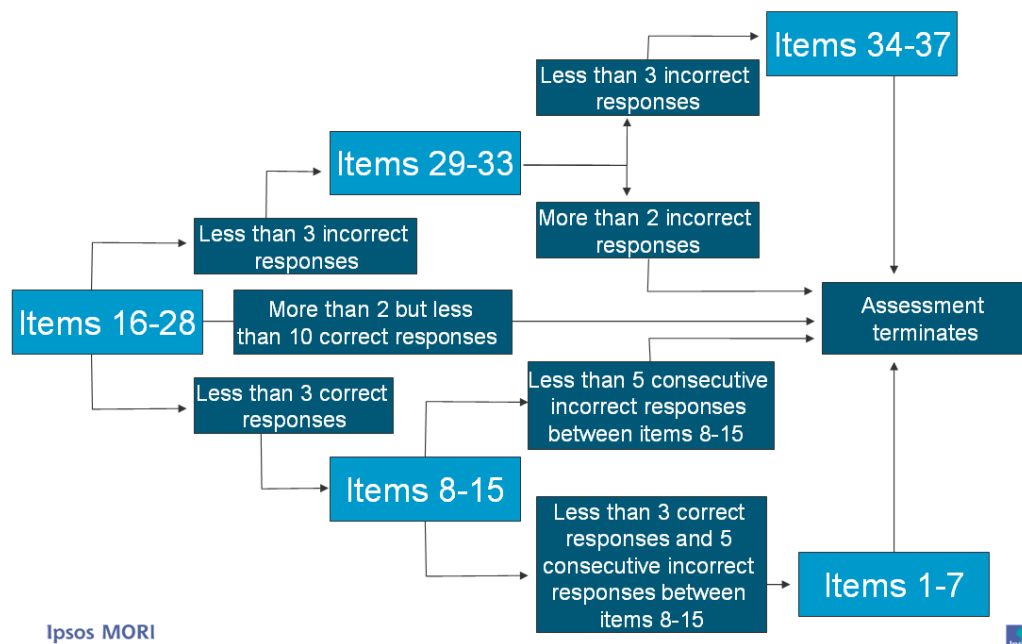 Items 34-37
Less than 3 incorrect
responses
Items 29-33
More than 2 incorrect
responses
Less than 3 incorrect
responses
Items 16-28
More than 2 but less
than 10 correct responses
Assessment
terminates
Less than 3 correct
responses
Less than 5 consecutive
incorrect responses
between items 8-15
Items 8-15
Less than 3 correct
responses and 5
consecutive incorrect
responses between
items 8-15
Items 1-7
Ipsos MORI